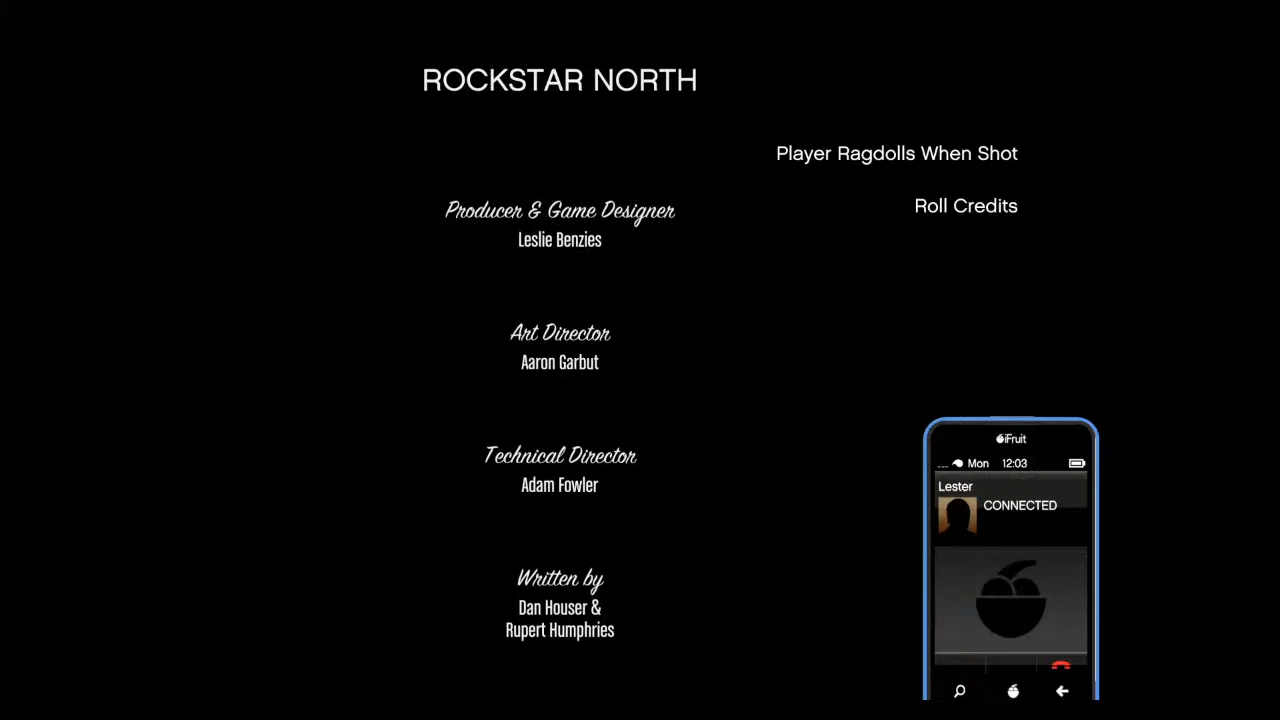 ROCKSTAR NORTH
Player Ragdolls When Shot
Roll Credits
Producer & Game Designer
Leslie Benzies
Art Director
Aaron Garbut
Technical Director
Adam Fowler
Written by
Dan Houser &
Rupert Humphries
iFruit
Mon 12:03
Lester
CONNECTED